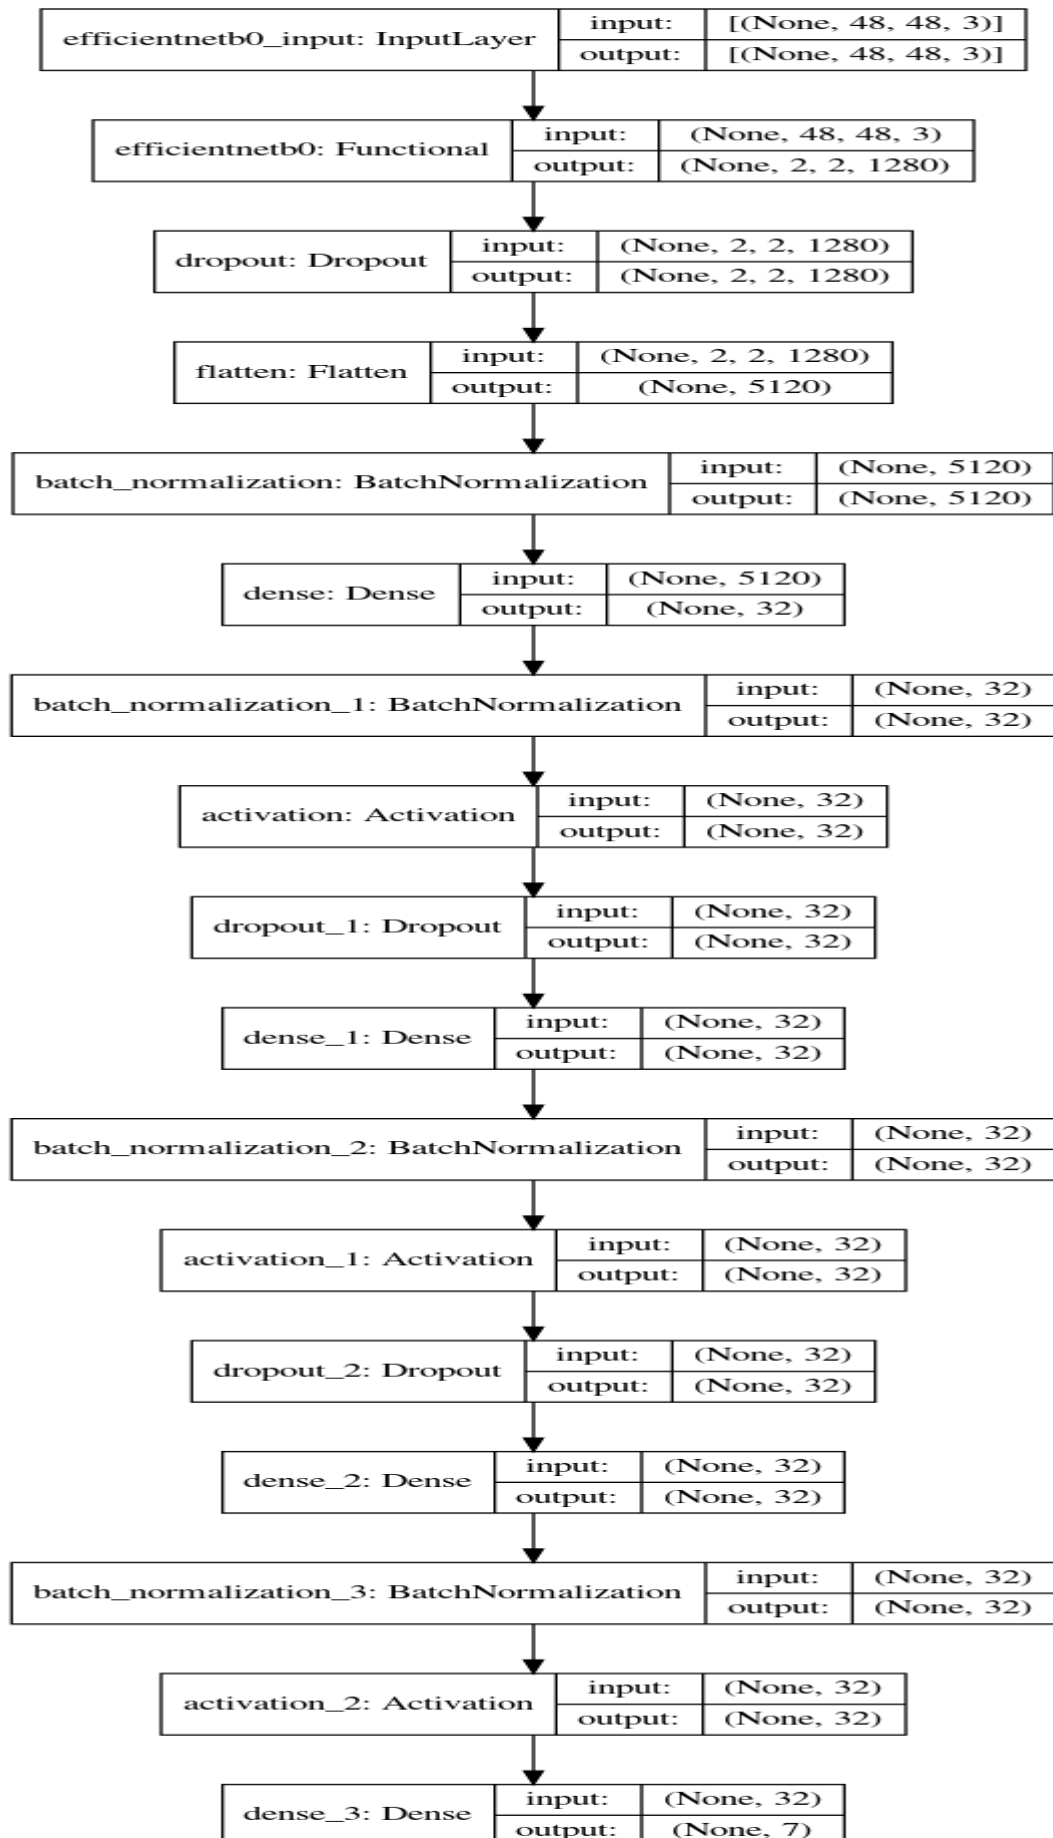 efficientnetb0_input: InputLayer
input: [(None, 48, 48, 3)]
output: [(None, 48, 48, 3)]
efficientnetb0: Functional
input: (None, 48, 48, 3)
output: (None, 2, 2, 1280)
dropout: Dropout
input: (None, 2, 2, 1280)
output: (None, 2, 2, 1280)
flatten: Flatten
input: (None, 2, 2, 1280)
output: (None, 5120)
batch_normalization: BatchNormalization
input: (None, 5120)
output: (None, 5120)
dense: Dense
input: (None, 5120)
output: (None, 32)
batch_normalization_1: BatchNormalization
input: (None, 32)
output: (None, 32)
activation: Activation
input: (None, 32)
output: (None, 32)
dropout_1: Dropout
input: (None, 32)
output: (None, 32)
dense_1: Dense
input: (None, 32)
output: (None, 32)
batch_normalization_2: BatchNormalization
input: (None, 32)
output: (None, 32)
activation_1: Activation
input: (None, 32)
output: (None, 32)
dropout_2: Dropout
input: (None, 32)
output: (None, 32)
dense_2: Dense
input: (None, 32)
output: (None, 32)
batch_normalization_3: BatchNormalization
input: (None, 32)
output: (None, 32)
activation_2: Activation
input: (None, 32)
output: (None, 32)
dense_3: Dense
input: (None, 32)
output: (None, 7)